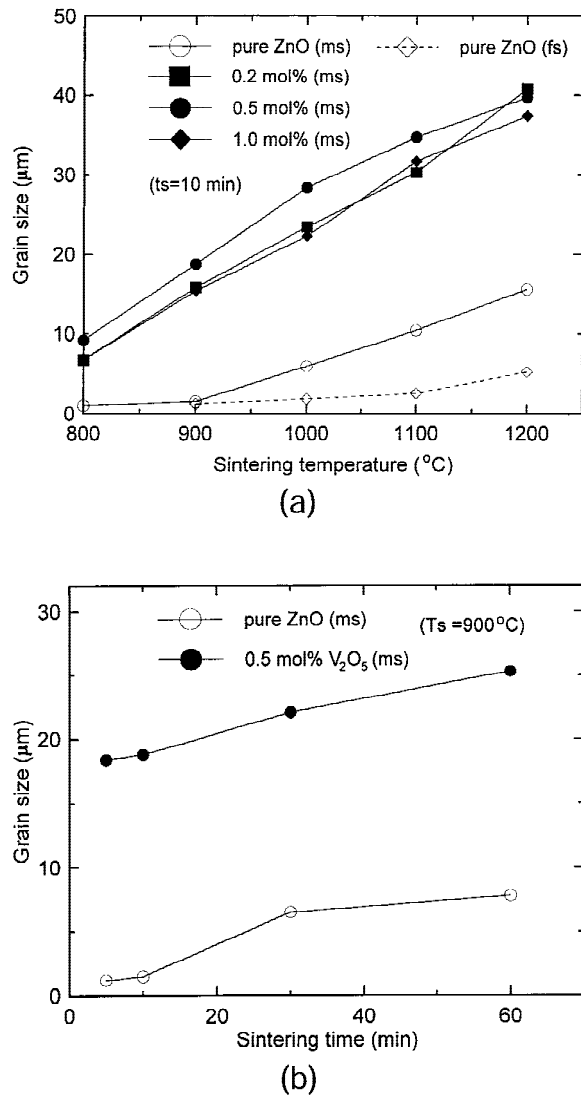 50
40
30
20
10
0
Grain size (μm)
pure ZnO (ms)
pure ZnO (fs)
0.2 mol% (ms)
0.5 mol% (ms)
1.0 mol% (ms)
(ts=10 min)
800
900
1000
1100
1200
Sintering temperature (°C)
(a)
30
20
10
0
Grain size (μm)
pure ZnO (ms)
(Ts =900°C)
0.5 mol% V₂O₅ (ms)
0
20
40
60
Sintering time (min)
(b)